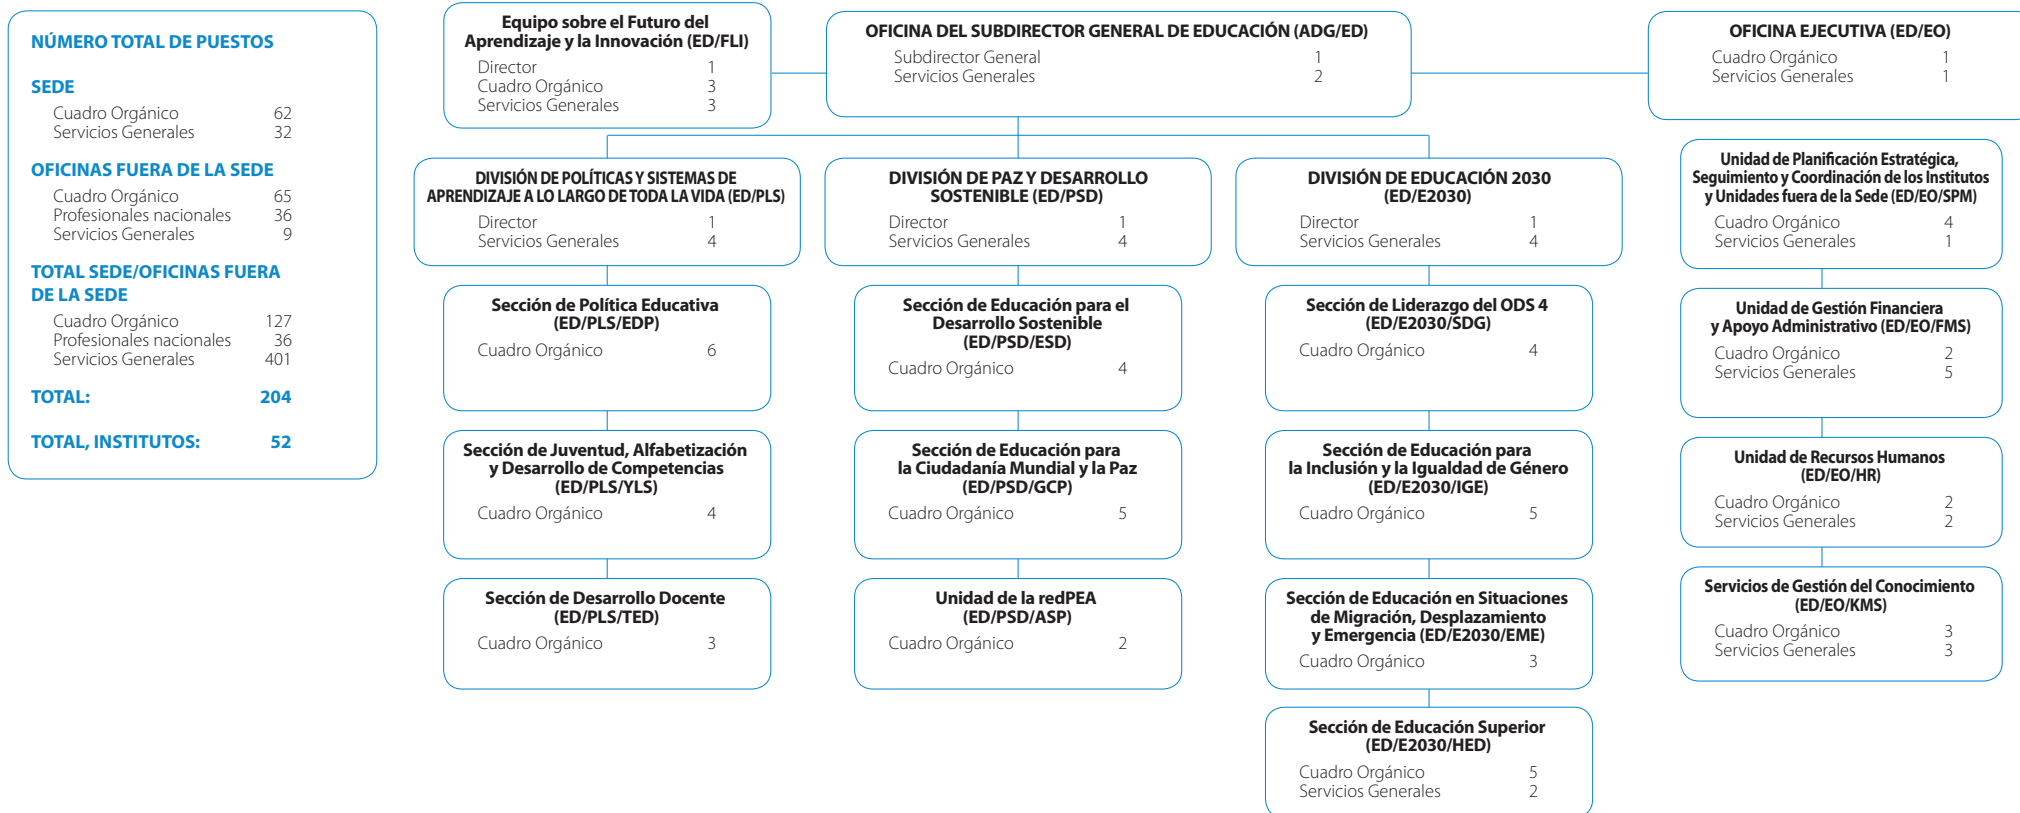 NÚMERO TOTAL DE PUESTOS
SEDE
Cuadro Orgánico 62
Servicios Generales 32
OFICINAS FUERA DE LA SEDE
Cuadro Orgánico 65
Profesionales nacionales 36
Servicios Generales 9
TOTAL SEDE/OFICINAS FUERA
DE LA SEDE
Cuadro Orgánico 127
Profesionales nacionales 36
Servicios Generales 401
TOTAL: 204
TOTAL, INSTITUTOS: 52
Equipo sobre el Futuro del
Aprendizaje y la Innovación (ED/FLI)
Director 1
Cuadro Orgánico 3
Servicios Generales 3
OFICINA DEL SUBDIRECTOR GENERAL DE EDUCACIÓN (ADG/ED)
Subdirector General 1
Servicios Generales 2
OFICINA EJECUTIVA (ED/EO)
Cuadro Orgánico 1
Servicios Generales 1
DIVISIÓN DE POLÍTICAS Y SISTEMAS DE
APRENDIZAJE A LO LARGO DE TODA LA VIDA (ED/PLS)
Director 1
Servicios Generales 4
Sección de Política Educativa
(ED/PLS/EDP)
Cuadro Orgánico 6
Sección de Juventud, Alfabetización
y Desarrollo de Competencias
(ED/PLS/YLS)
Cuadro Orgánico 4
Sección de Desarrollo Docente
(ED/PLS/TED)
Cuadro Orgánico 3
DIVISIÓN DE PAZ Y DESARROLLO
SOSTENIBLE (ED/PSD)
Director 1
Servicios Generales 4
Sección de Educación para el
Desarrollo Sostenible
(ED/PSD/ESD)
Cuadro Orgánico 4
Sección de Educación para
la Ciudadanía Mundial y la Paz
(ED/PSD/GCP)
Cuadro Orgánico 5
Unidad de la redPEA
(ED/PSD/ASP)
Cuadro Orgánico 2
DIVISIÓN DE EDUCACIÓN 2030
(ED/E2030)
Director 1
Servicios Generales 4
Sección de Liderazgo del ODS 4
(ED/E2030/SDG)
Cuadro Orgánico 4
Sección de Educación para
la Inclusión y la Igualdad de Género
(ED/E2030/IGE)
Cuadro Orgánico 5
Sección de Educación en Situaciones
de Migración, Desplazamiento
y Emergencia (ED/E2030/EME)
Cuadro Orgánico 3
Sección de Educación Superior
(ED/E2030/HED)
Cuadro Orgánico 5
Servicios Generales 2
Unidad de Planificación Estratégica,
Seguimiento y Coordinación de los Institutos
y Unidades fuera de la Sede (ED/EO/SPM)
Cuadro Orgánico 4
Servicios Generales 1
Unidad de Gestión Financiera
y Apoyo Administrativo (ED/EO/FMS)
Cuadro Orgánico 2
Servicios Generales 5
Unidad de Recursos Humanos
(ED/EO/HR)
Cuadro Orgánico 2
Servicios Generales 2
Servicios de Gestión del Conocimiento
(ED/EO/KMS)
Cuadro Orgánico 3
Servicios Generales 3